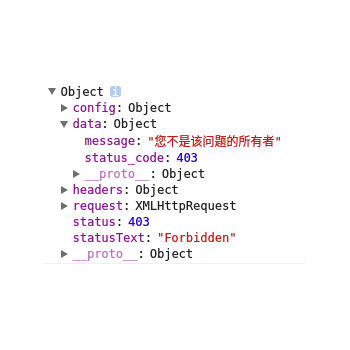 Object i
config: Object
data: Object
message: "您不是该问题的所有者"
status_code: 403
__proto__: Object
headers: Object
request: XMLHttpRequest
status: 403
statusText: "Forbidden"
__proto__: Object